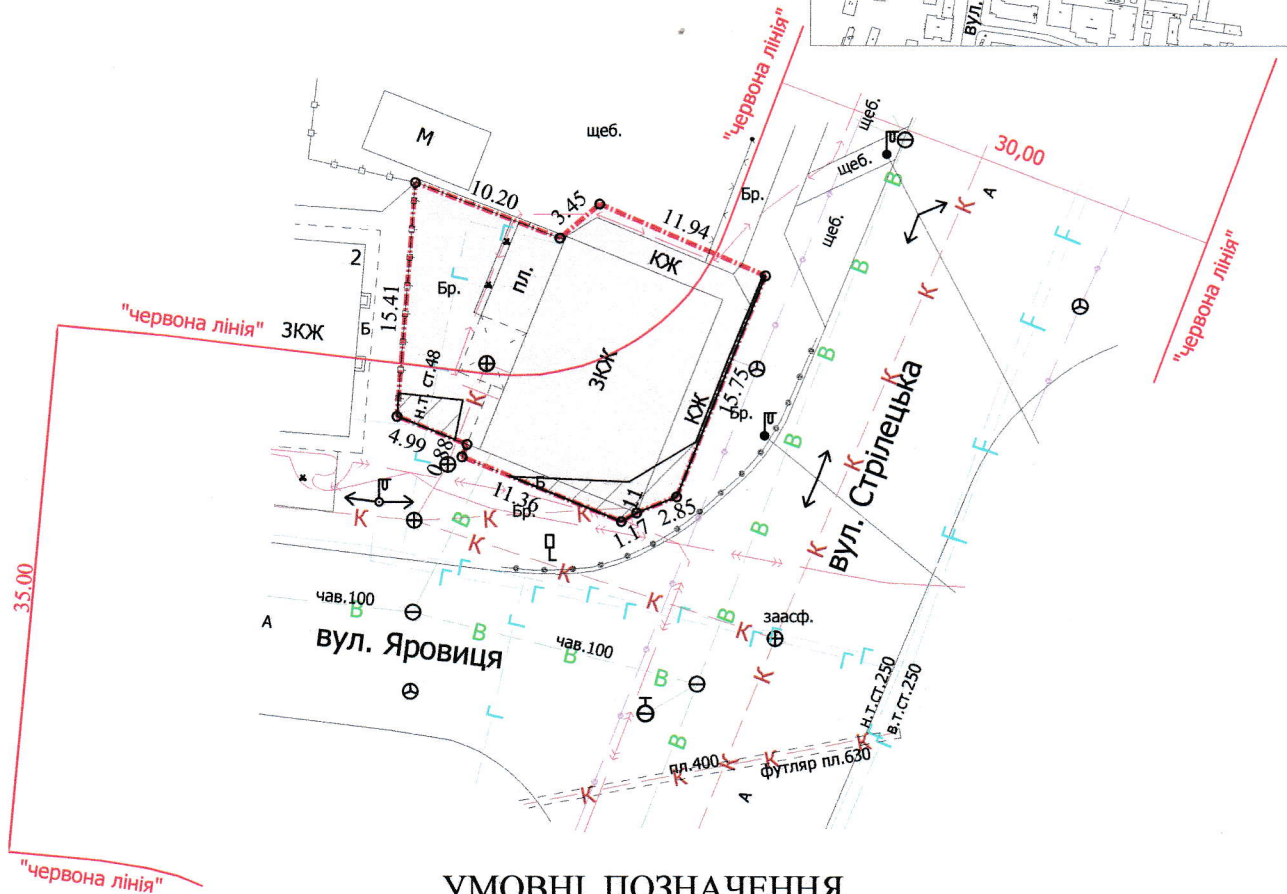 вул.
"червона лінія"
30,00
"червона лінія"
щеб.
щеб.
щеб.
щеб.
М
10.20
3.45
11.94
Бр.
К
А
В
F
2
Г
Г
пл.
КЖ
Бр.
15.41
"червона лінія"
ЗКЖ
Б
ЗКЖ
н.т. ст.48
К
15.75
Бр.
КЖ
вул. Стрілецька
4.99
0.88
11.36
Б
11
1.17
2.85
Бр.
К
В
К
К
35.00
чав.100
В
А
вул. Яровиця
В
чав.100
В
В
заасф.
К
Г
н.т.ст.250
в.т.ст.250
пл.400
футляр пл.630
К
К
К
К
К
А
"червона лінія"
УМОВНІ ПОЗНАЧЕННЯ